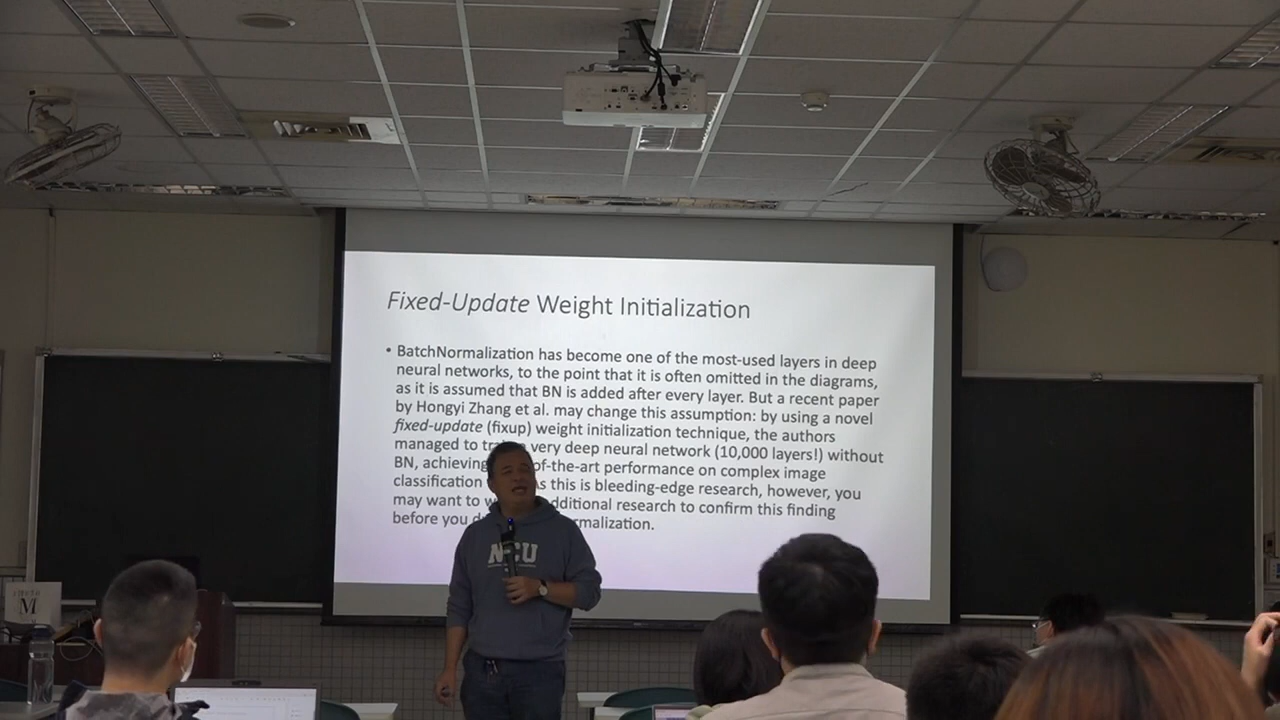 Fixed-Update Weight Initialization
• BatchNormalization has become one of the most-used layers in deep
neural networks, to the point that it is often omitted in the diagrams,
as it is assumed that BN is added after every layer. But a recent paper
by Hongyi Zhang et al. may change this assumption: by using a novel
fixed-update (fixup) weight initialization technique, the authors
managed to very deep neural network (10,000 layers!) without
BN, achieving of-the-art performance on complex image
classification As this is bleeding-edge research, however, you
may want to additional research to confirm this finding
before you
NCU
M